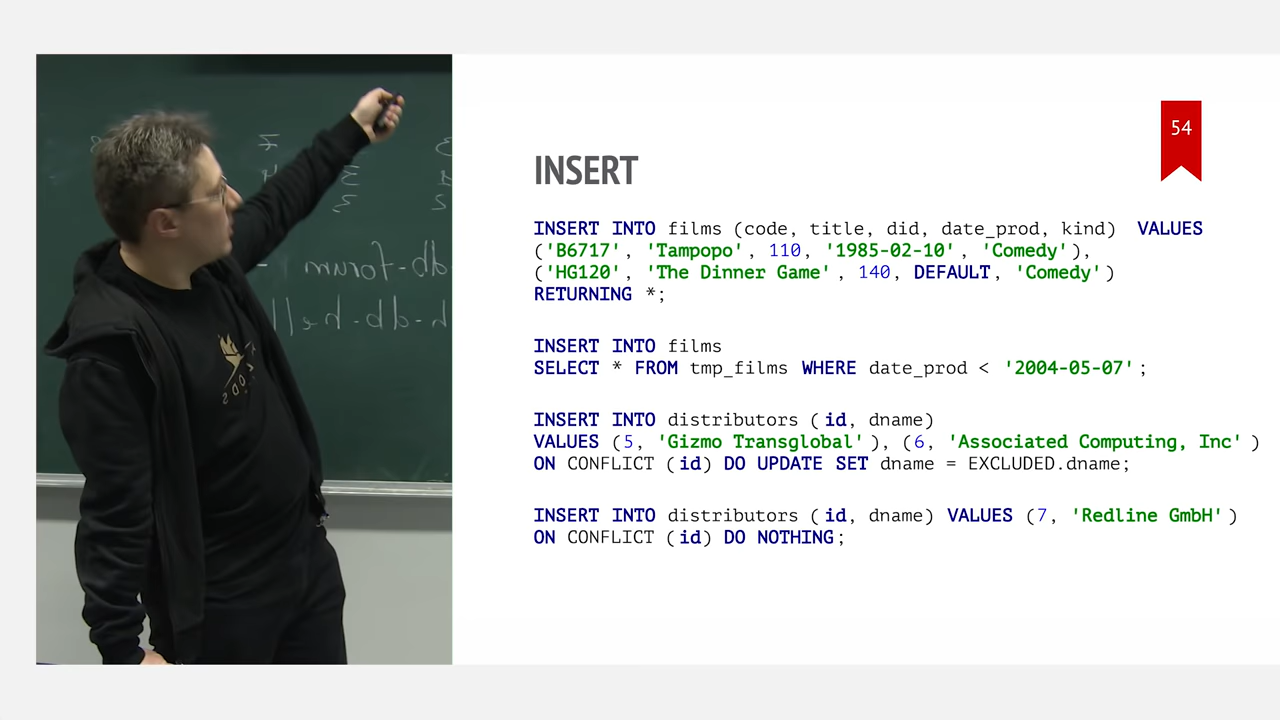 54
INSERT
INSERT INTO films (code, title, did, date_prod, kind) VALUES
('B6717', 'Tampopo', 110, '1985-02-10', 'Comedy'),
('HG120', 'The Dinner Game', 140, DEFAULT, 'Comedy')
RETURNING *;
INSERT INTO films
SELECT * FROM tmp_films WHERE date_prod < '2004-05-07';
INSERT INTO distributors (id, dname)
VALUES (5, 'Gizmo Transglobal'), (6, 'Associated Computing, Inc')
ON CONFLICT (id) DO UPDATE SET dname = EXCLUDED.dname;
INSERT INTO distributors (id, dname) VALUES (7, 'Redline GmbH')
ON CONFLICT (id) DO NOTHING;